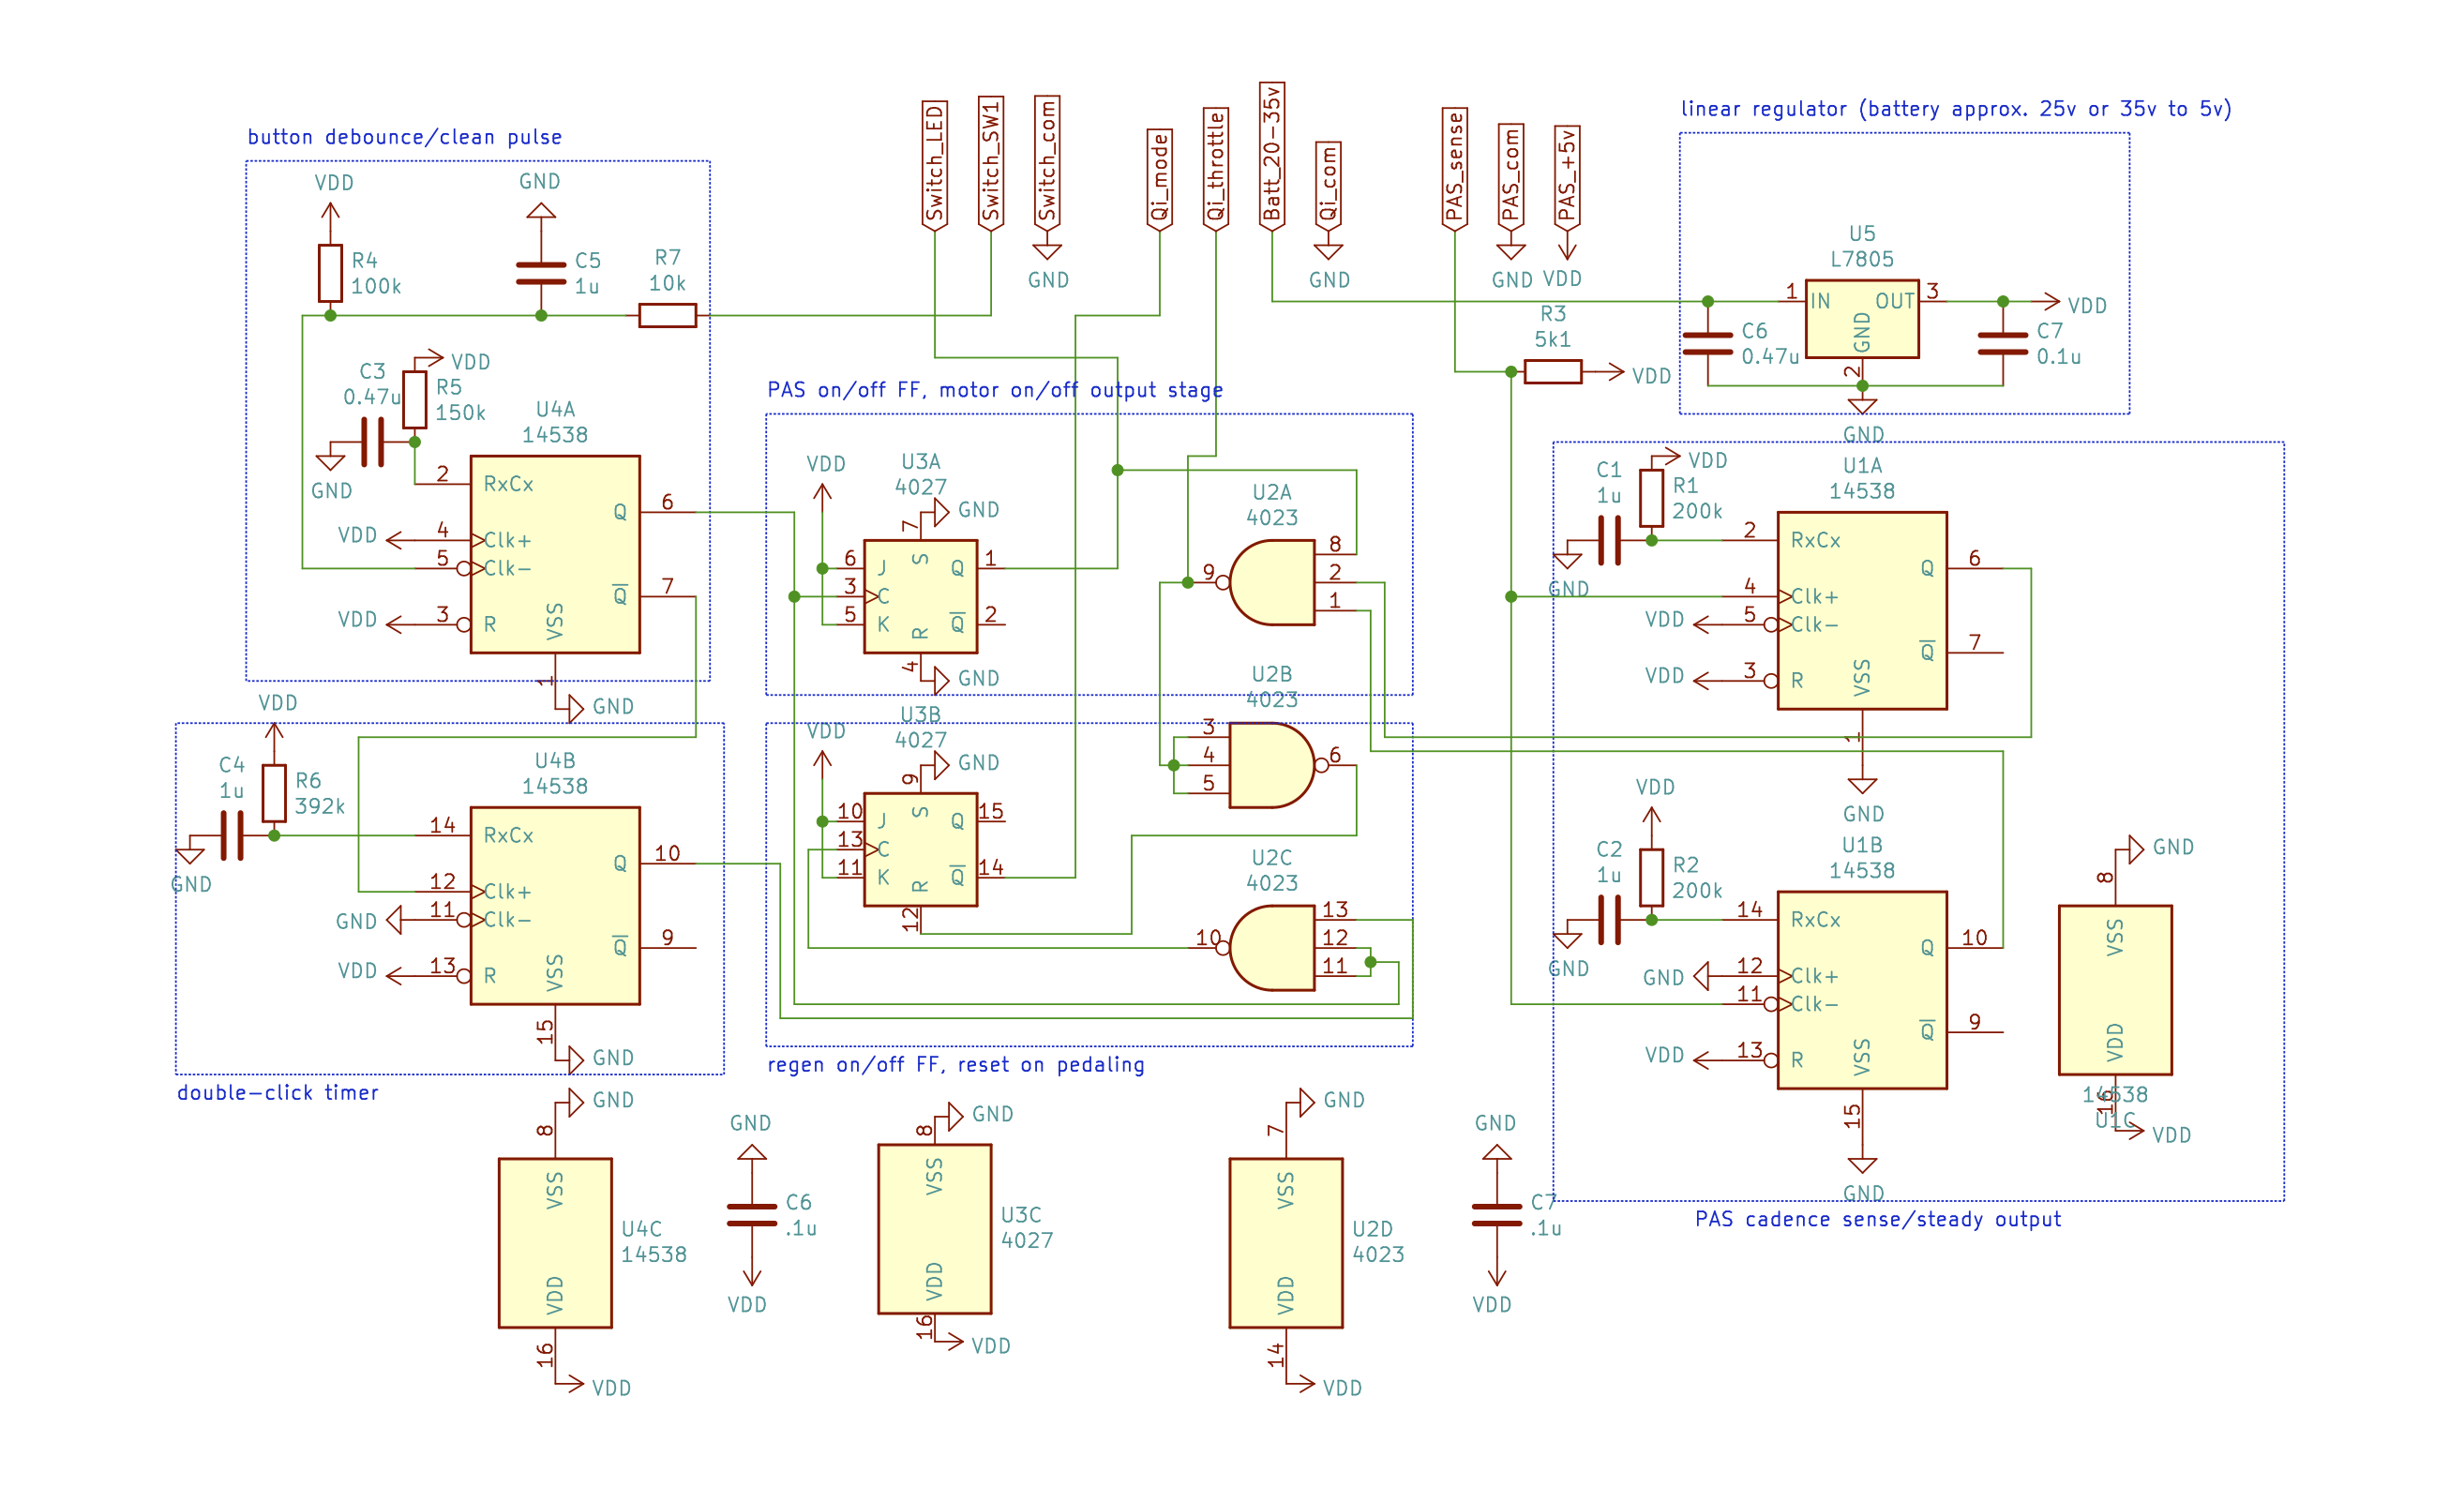 linear regulator (battery approx. 25v or 35v to 5v)
button debounce/clean pulse
Switch_LED
Switch_SW1
Switch_com
Qi_mode
Qi_throttle
Batt_20-35v
Qi_com
PAS_sense
PAS_com
PAS_+5v
VDD
GND
R4
100k
C5
1u
R7
10k
GND
GND
GND
VDD
U5
L7805
1
IN
OUT
3
GND
2
VDD
C6
0.47u
C7
0.1u
GND
R3
5k1
VDD
C3
0.47u
VDD
R5
150k
GND
U4A
14538
2
RxCx
VDD
4
Clk+
5
Clk-
VDD
3
R
Q
6
Q
7
VSS
1
GND
PAS on/off FF, motor on/off output stage
VDD
U3A
4027
GND
7
S
6
J
3
C
5
K
Q
1
Q
2
R
4
GND
U2A
4023
9
8
2
1
U2B
4023
3
4
5
6
C1
1u
VDD
R1
200k
GND
U1A
14538
2
RxCx
4
Clk+
VDD
5
Clk-
VDD
3
R
Q
6
Q
7
VSS
1
GND
VDD
C4
1u
R6
392k
GND
U4B
14538
14
RxCx
12
Clk+
GND
11
Clk-
VDD
13
R
Q
10
Q
9
VSS
15
GND
double-click timer
VDD
U3B
4027
GND
9
S
10
J
13
C
11
K
Q
15
Q
14
R
12
U2C
4023
10
13
12
11
regen on/off FF, reset on pedaling
VDD
C2
1u
R2
200k
GND
U1B
14538
14
RxCx
GND
12
Clk+
11
Clk-
VDD
13
R
Q
10
Q
9
VSS
15
GND
GND
8
VSS
VDD
14538
16
U1C
VDD
PAS cadence sense/steady output
GND
8
VSS
VDD
U4C
14538
16
VDD
GND
C6
.1u
VDD
GND
8
VSS
VDD
U3C
4027
16
VDD
GND
7
VSS
VDD
U2D
4023
14
VDD
GND
C7
.1u
VDD